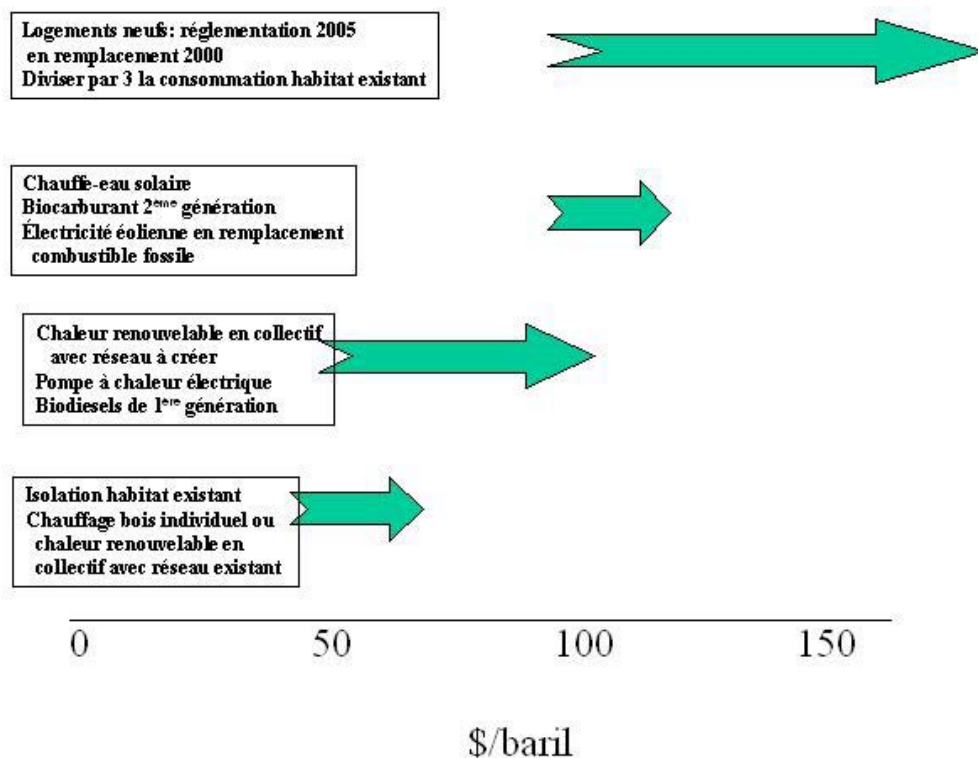 Logements neufs: réglementation 2005
en remplacement 2000
Diviser par 3 la consommation habitat existant
Chauffe-eau solaire
Biocarburant 2ème génération
Électricité éolienne en remplacement
combustible fossile
Chaleur renouvelable en collectif
avec réseau à créer
Pompe à chaleur électrique
Biodiesels de 1ere génération
Isolation habitat existant
Chauffage bois individuel ou
chaleur renouvelable en
collectif avec réseau existant
0 50 100 150
$/baril